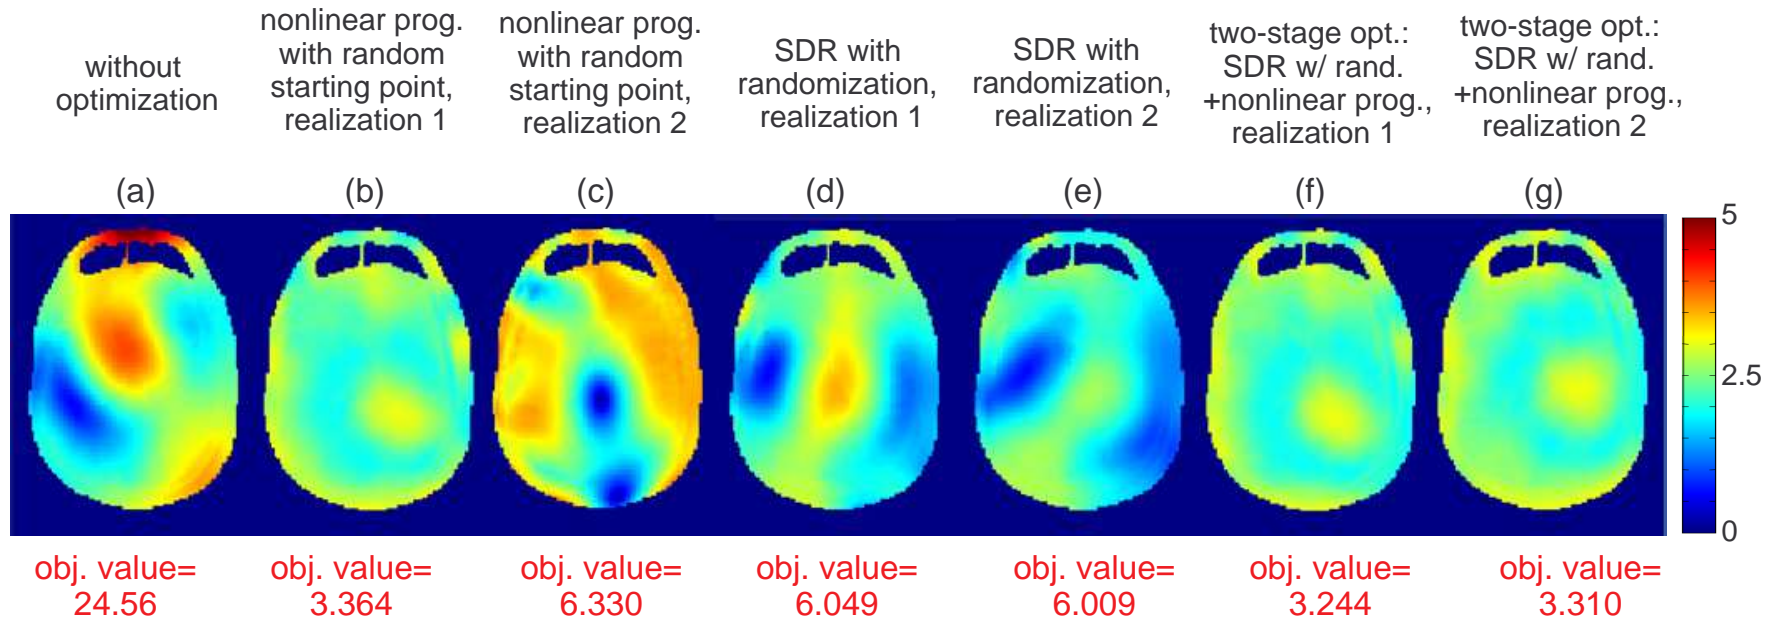 without
optimization
nonlinear prog.
with random
starting point,
realization 1
nonlinear prog.
with random
starting point,
realization 2
SDR with
randomization,
realization 1
SDR with
randomization,
realization 2
two-stage opt.:
SDR w/ rand.
+nonlinear prog.,
realization 1
two-stage opt.:
SDR w/ rand.
+nonlinear prog.,
realization 2
(a)
(b)
(c)
(d)
(e)
(f)
(g)
5
2.5
0
obj. value=
24.56
obj. value=
3.364
obj. value=
6.330
obj. value=
6.049
obj. value=
6.009
obj. value=
3.244
obj. value=
3.310